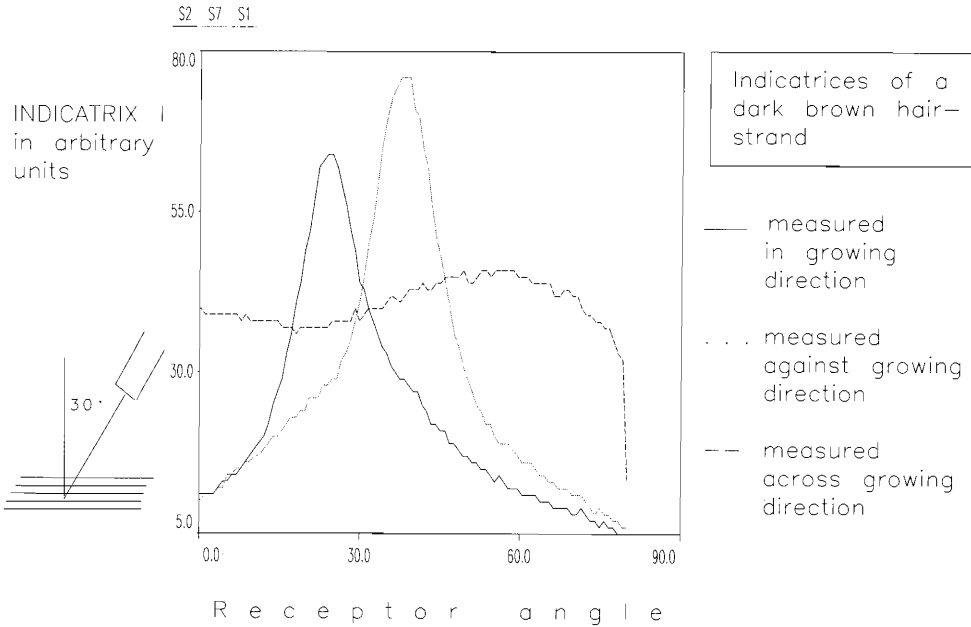 S2 S7 S1
INDICATRIX I
in arbitrary
units
80.0
55.0
30.0
5.0
0.0
30.0
60.0
90.0
Receptor angle
30°
Indicatrices of a
dark brown hair-
strand
measured
in growing
direction
measured
against growing
direction
measured
across growing
direction